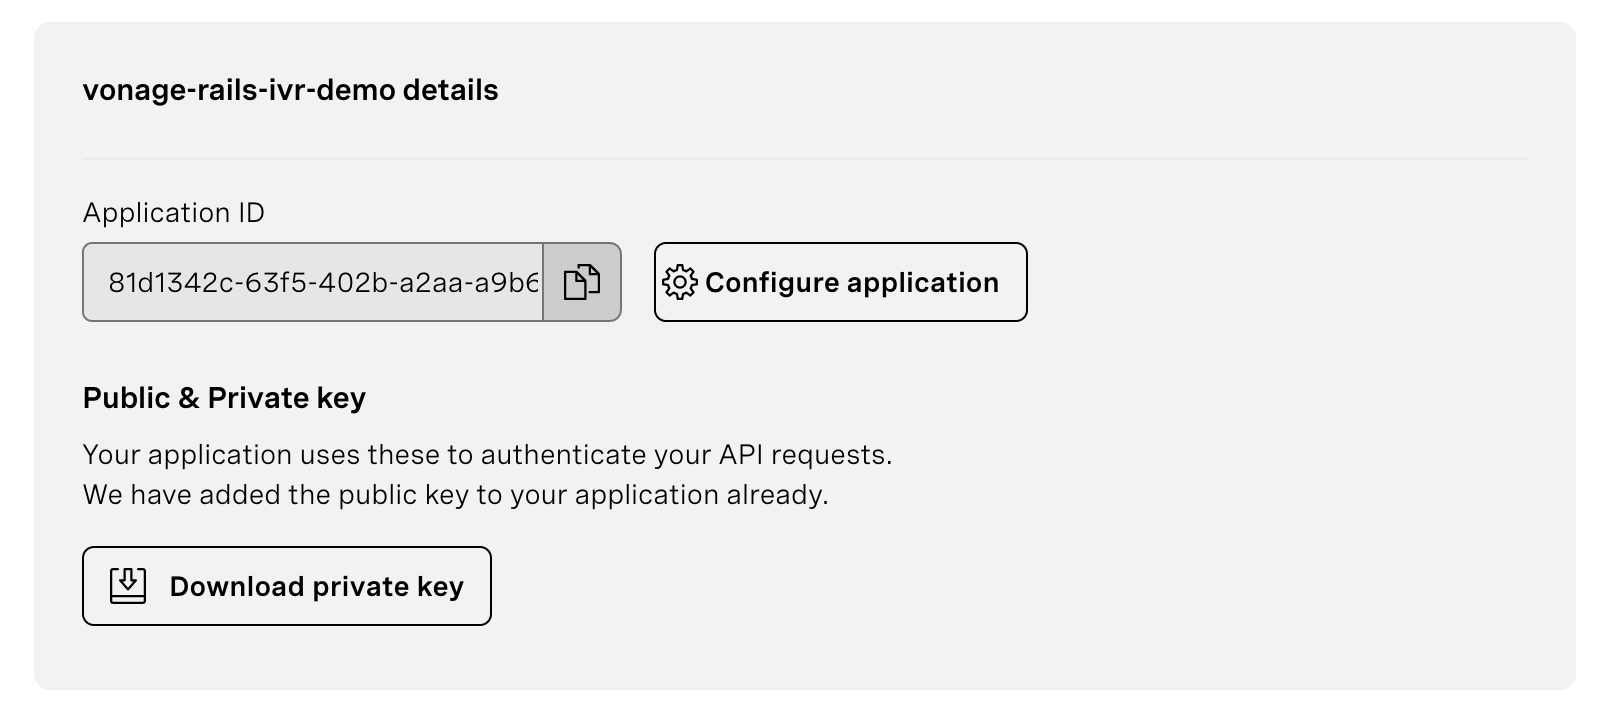 vonage-rails-ivr-demo details
Application ID
81d1342c-63f5-402b-a2aa-a9b6
Configure application
Public & Private key
Your application uses these to authenticate your API requests.
We have added the public key to your application already.
Download private key